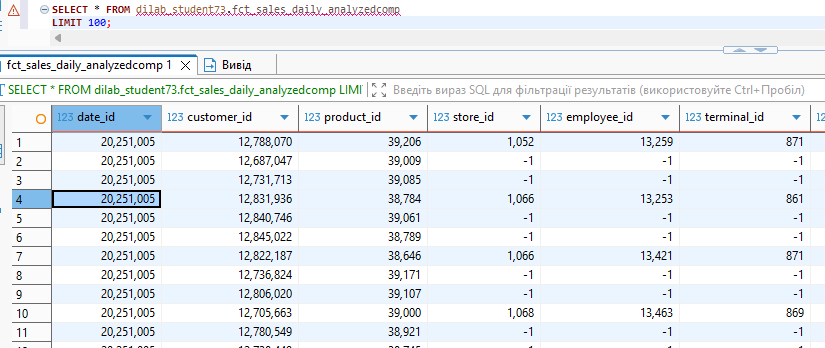 SELECT * FROM dilab_student73.fct_sales_daily_analyzedcomp
LIMIT 100;
fct_sales_daily_analyzedcomp 1 Вивід
SELECT * FROM dilab_student73.fct_sales_daily_analyzedcomp LIMI Введіть вираз SQL для фільтрації результатів (використовуйте Ctrl+Пробіл)
123 date_id 123 customer_id 123 product_id 123 store_id 123 employee_id 123 terminal_id
1 20,251,005 12,788,070 39,206 1,052 13,259 871
2 20,251,005 12,687,047 39,009 -1 -1 -1
3 20,251,005 12,731,713 39,085 -1 -1 -1
4 20,251,005 12,831,936 38,784 1,066 13,253 861
5 20,251,005 12,840,746 39,061 -1 -1 -1
6 20,251,005 12,845,022 38,789 -1 -1 -1
7 20,251,005 12,822,187 38,646 1,066 13,421 871
8 20,251,005 12,736,824 39,171 -1 -1 -1
9 20,251,005 12,806,020 39,107 -1 -1 -1
10 20,251,005 12,705,663 39,000 1,068 13,463 869
11 20,251,005 12,780,549 38,921 -1 -1 -1